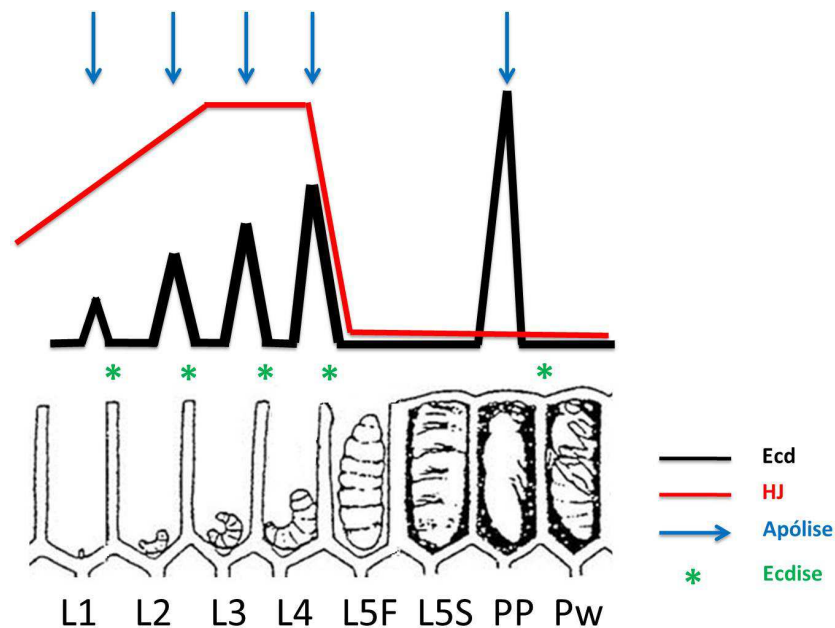 Ecd
HJ
Apólise
* Ecdise
* * * * *
L1 L2 L3 L4 L5F L5S PP Pw